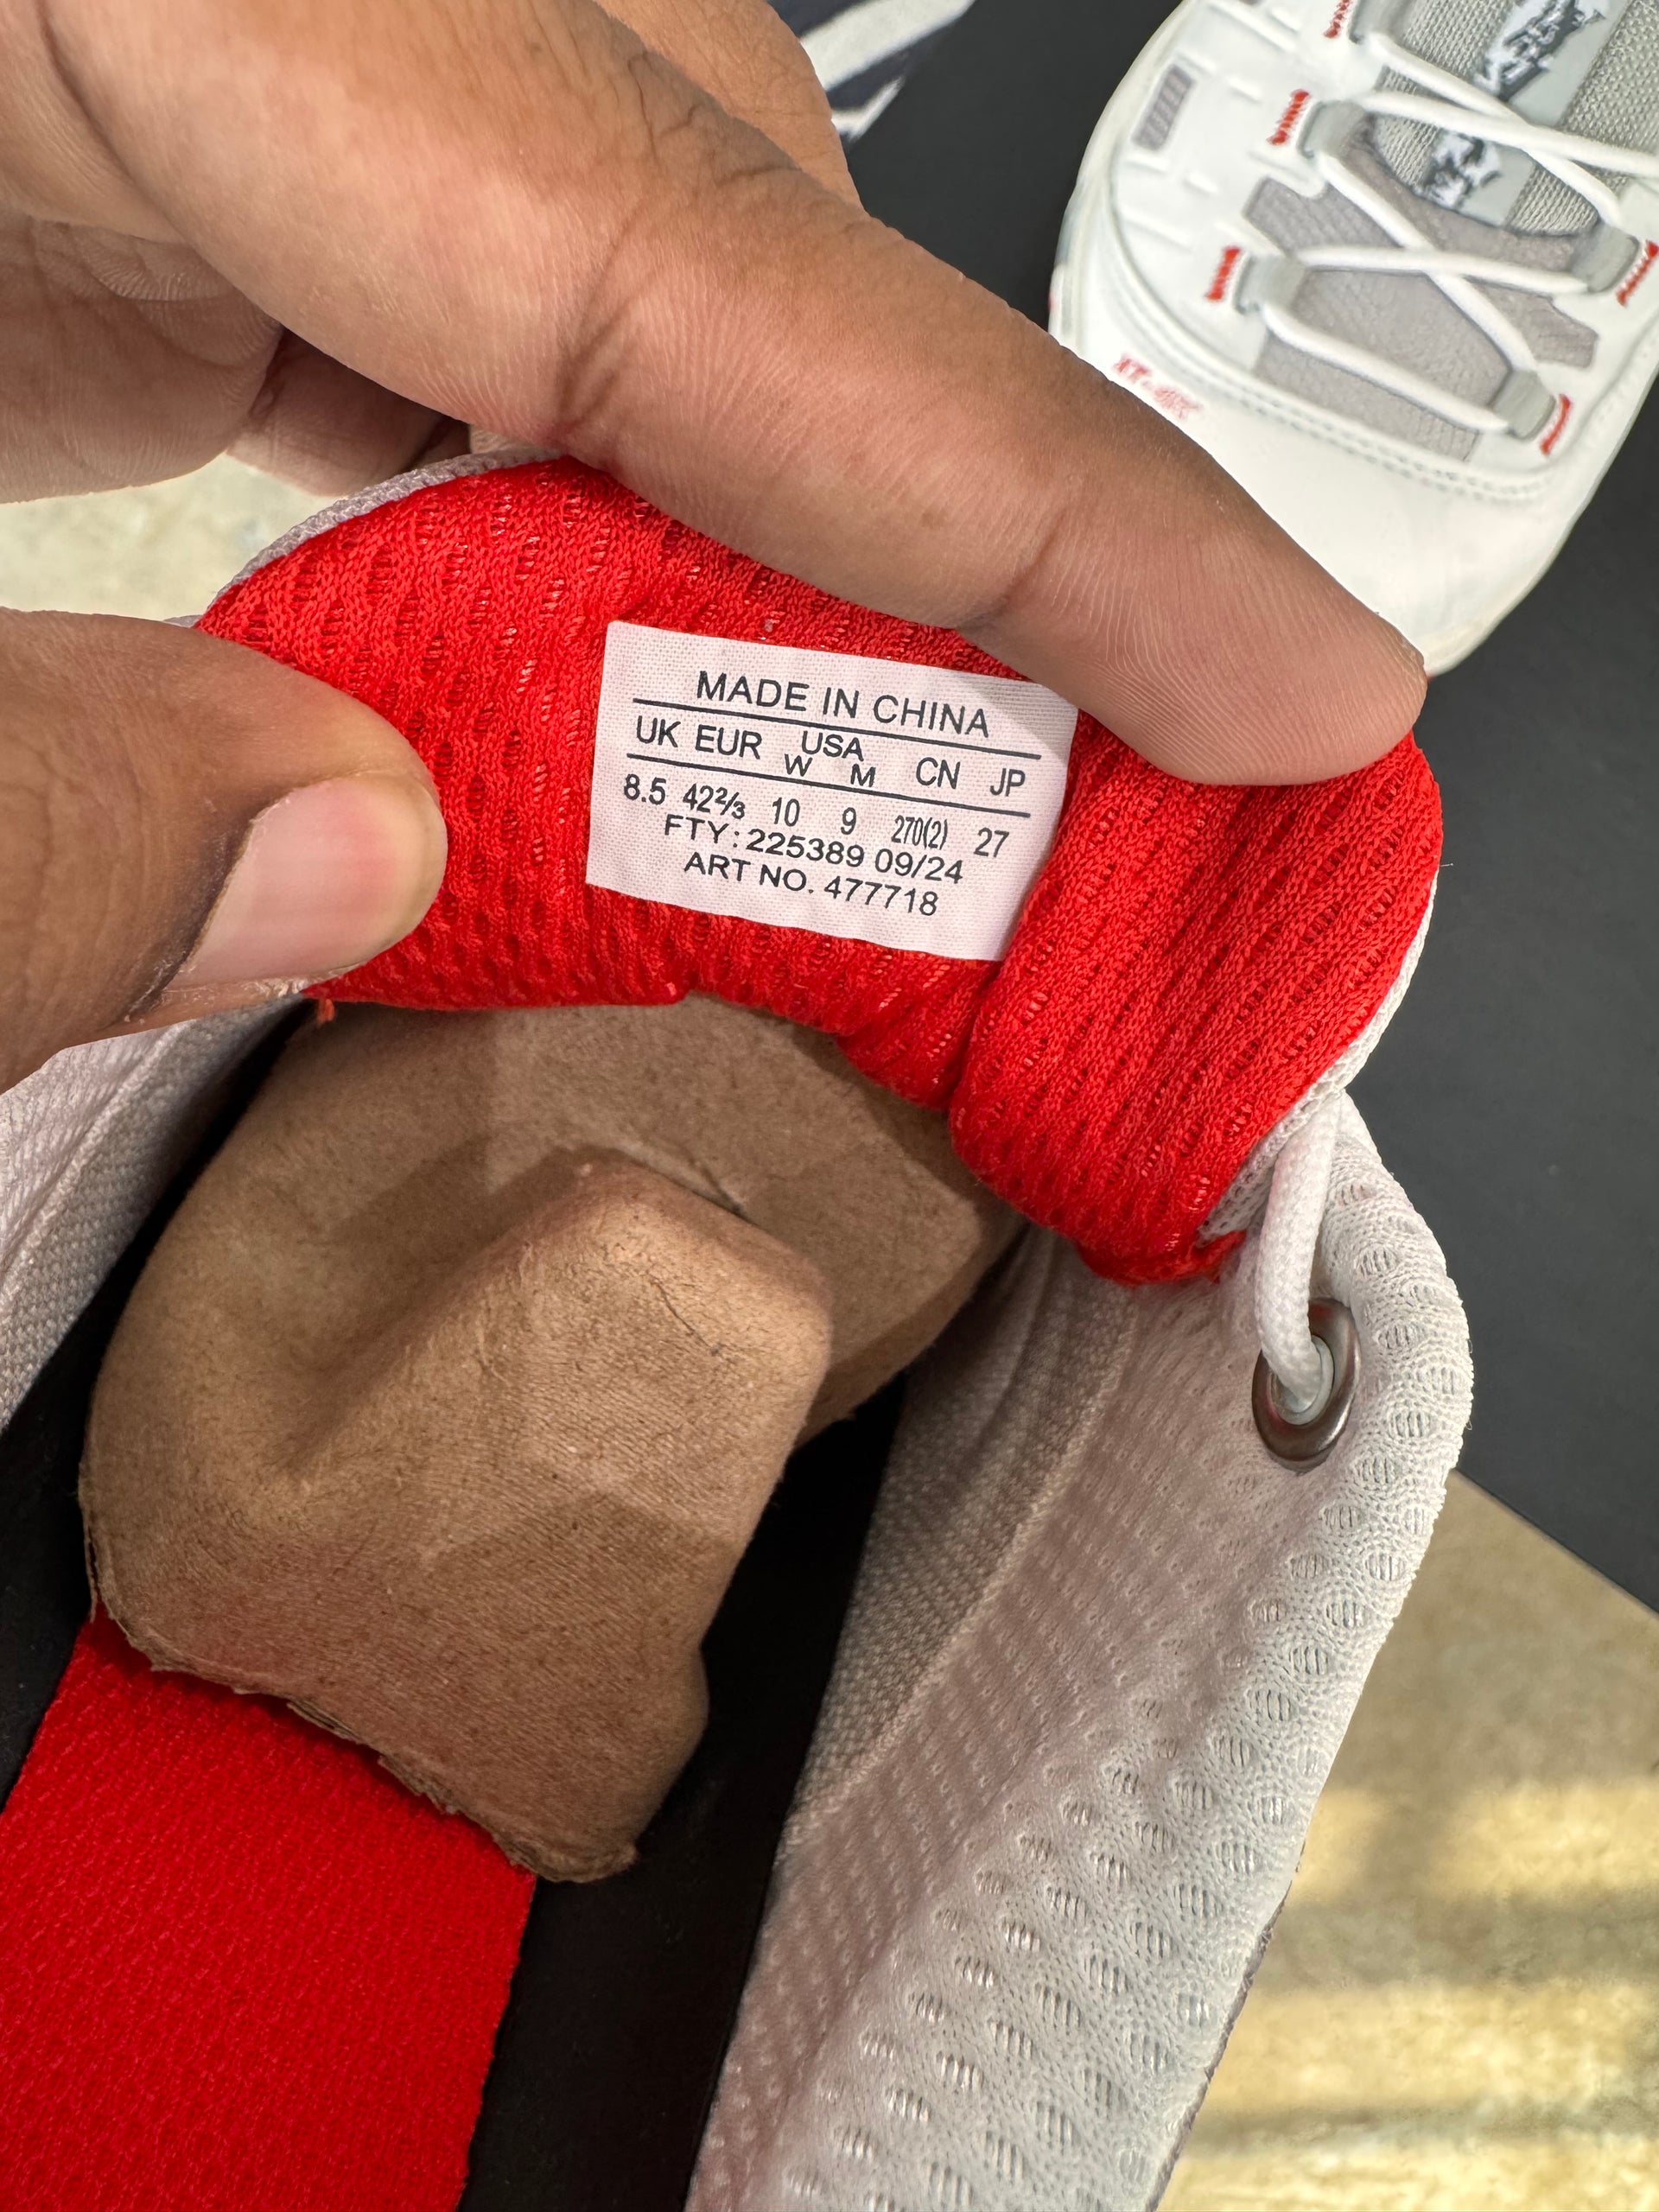 MADE IN CHINA
UK EUR USA CN JP
W M
8.5 42⅔ 10 9 270(2) 27
FTY: 225389 09/24
ART NO. 477718